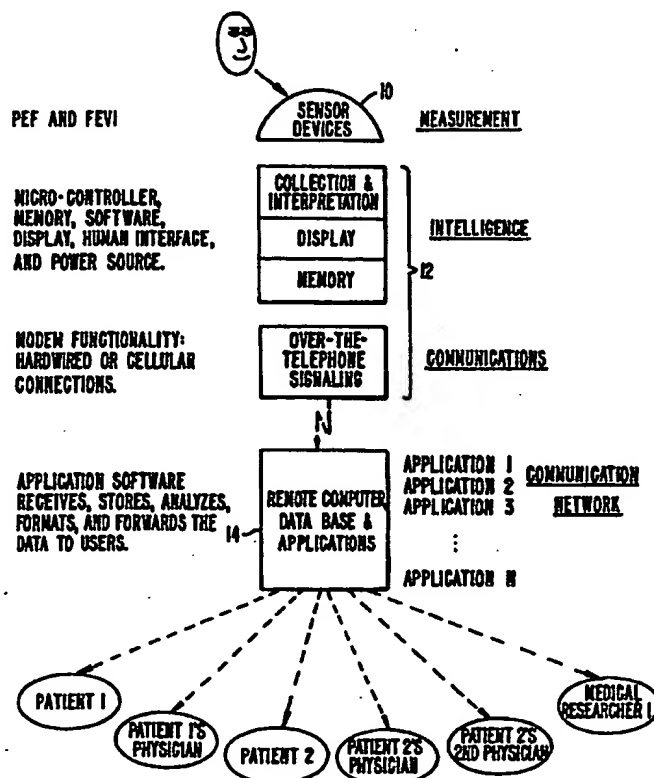 10
PEF AND FEVI
SENSOR
DEVICES
MEASUREMENT
MICRO-CONTROLLER,
MEMORY, SOFTWARE,
DISPLAY, HUMAN INTERFACE,
AND POWER SOURCE.
COLLECTION &
INTERPRETATION
DISPLAY
MEMORY
INTELLIGENCE
12
MODEM FUNCTIONALITY:
HARDWIRED OR CELLULAR
CONNECTIONS.
OVER-THE-
TELEPHONE
SIGNALING
COMMUNICATIONS
APPLICATION SOFTWARE
RECEIVES, STORES, ANALYZES,
FORMATS, AND FORWARDS THE
DATA TO USERS.
14
REMOTE COMPUTER
DATA BASE &
APPLICATIONS
APPLICATION 1
APPLICATION 2
APPLICATION 3
⋮
APPLICATION N
COMMUNICATION
NETWORK
PATIENT 1
PATIENT 1'S
PHYSICIAN
PATIENT 2
PATIENT 2'S
PHYSICIAN
PATIENT 2'S
2ND PHYSICIAN
MEDICAL
RESEARCHER 1.